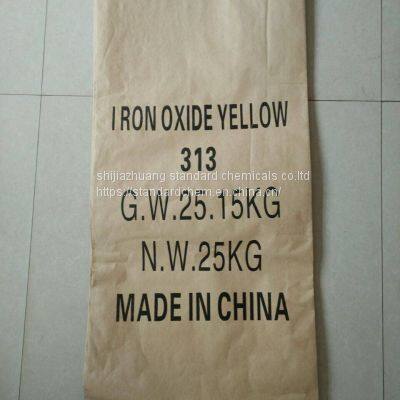 IRON OXIDE YELLOW
313
shijiazhuang standard chemicals co.ltd
https://standardchem.en.china.cn/
G.W.25.15KG
N.W.25KG
MADE IN CHINA